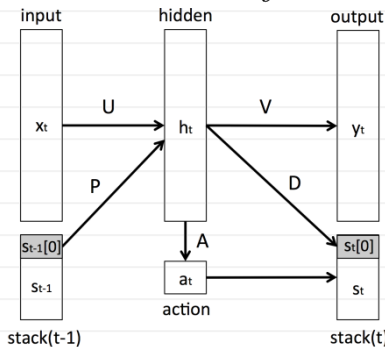 input hidden output
U V
xt ht yt
P D
st-1[0] A st[0]
st-1 at st
action
stack(t-1) stack(t)